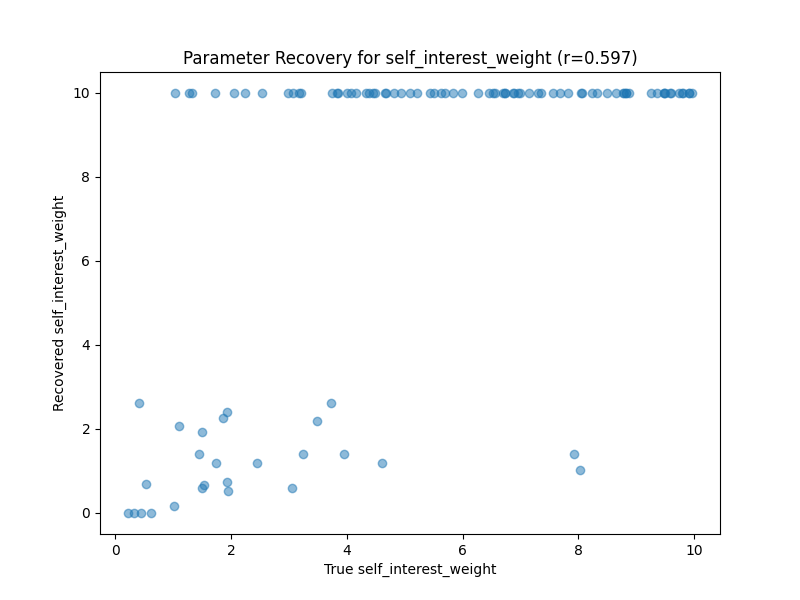 Parameter Recovery for self_interest_weight (r=0.597)
10
8
6
4
2
0
Recovered self_interest_weight
0 2 4 6 8 10
True self_interest_weight